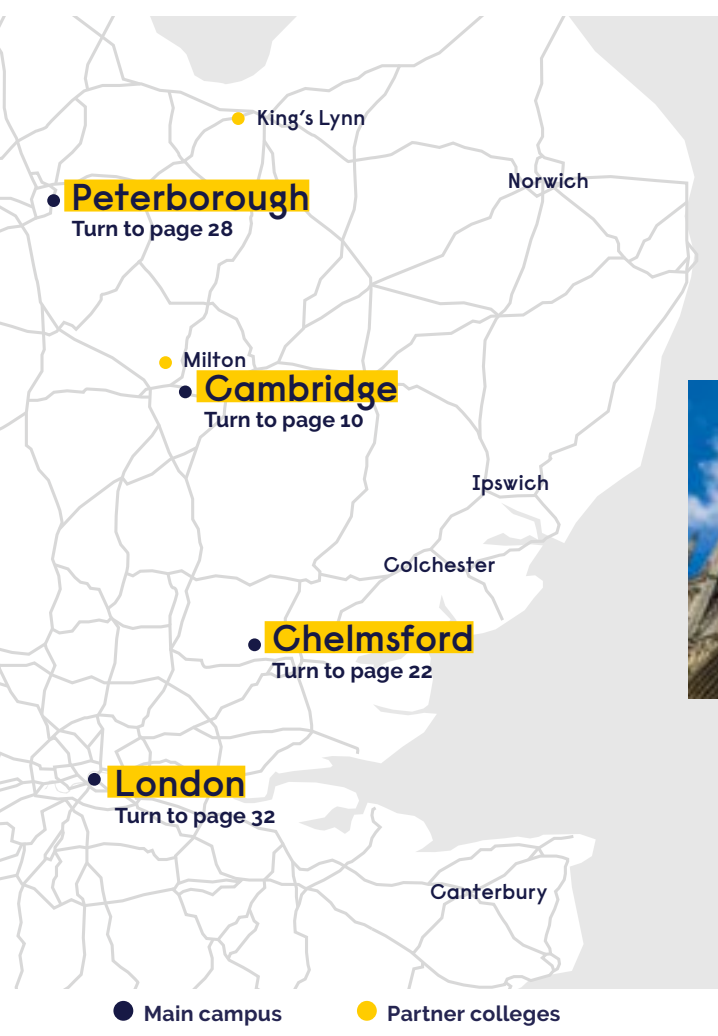 King's Lynn
Norwich
Peterborough
Turn to page 28
Milton
Cambridge
Turn to page 10
Ipswich
Colchester
Chelmsford
Turn to page 22
London
Turn to page 32
Canterbury
Main campus
Partner colleges